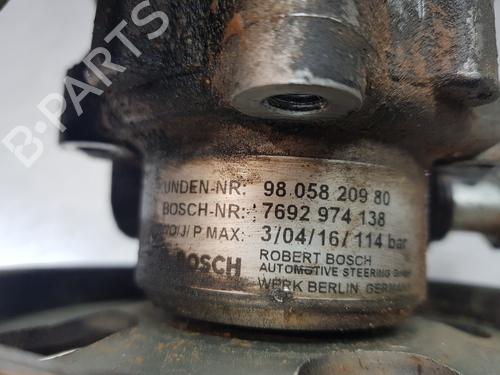 B-PARTS
KUNDEN-NR: 98 058 209 80
BOSCH-NR: 7692 974 138
/J/ P MAX: 3/04/16/ 114 bar
BOSCH ROBERT BOSCH
AUTOMOTIVE STEERING GmbH
WERK BERLIN GERMANY